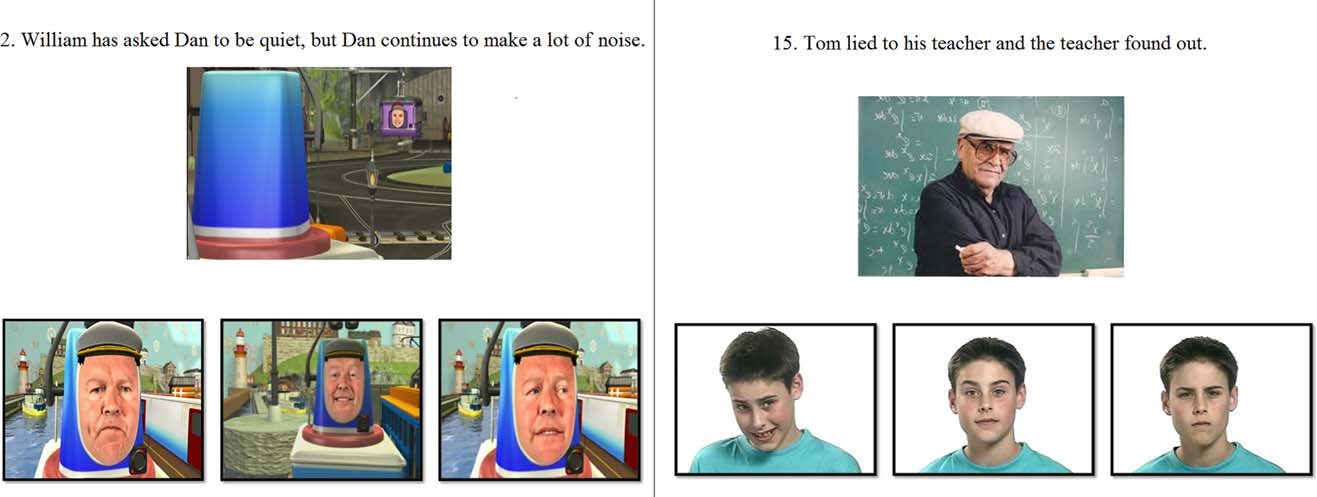 2. William has asked Dan to be quiet, but Dan continues to make a lot of noise.
15. Tom lied to his teacher and the teacher found out.